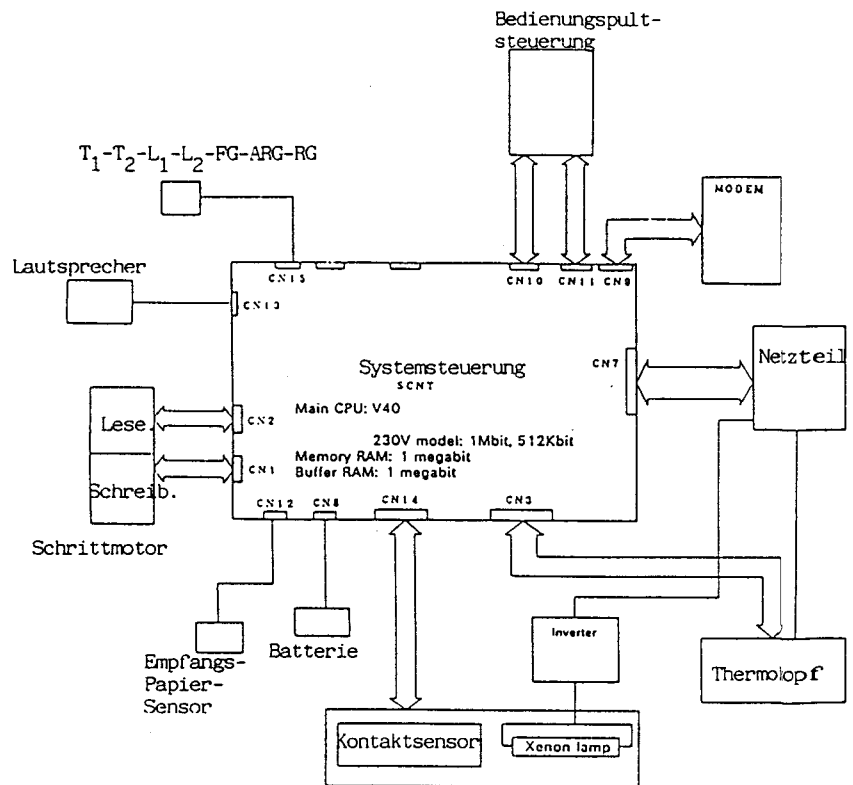 Bedienungspult-
steuerung
T1-T2-L1-L2-FG-ARG-RG
MODEM
Lautsprecher
CN15
CN10
CN11
CN9
CN13
Systemsteuerung
SCNT
CN7
Netzteil
Main CPU: V40
Lese.
CN2
230V model: 1Mbit, 512Kbit
Memory RAM: 1 megabit
Buffer RAM: 1 megabit
Schreib.
CN1
CN12
CN8
CN14
CN3
Schrittmotor
Inverter
Empfangs-
Papier-
Sensor
Batterie
Thermolopf
Kontaktsensor
Xenon lamp